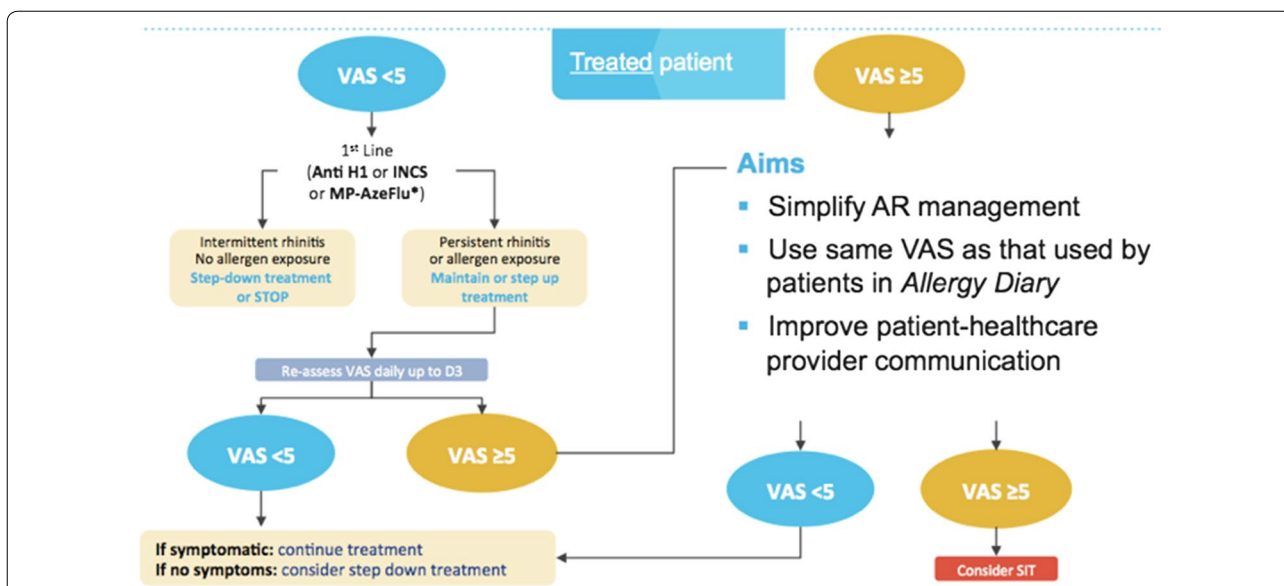 VAS <5
Treated patient
VAS ≥5
1st Line
(Anti H1 or INCS
or MP-AzeFlu*)
Intermittent rhinitis
No allergen exposure
Step-down treatment
or STOP
Persistent rhinitis
or allergen exposure
Maintain or step up
treatment
Re-assess VAS daily up to D3
VAS <5
VAS ≥5
If symptomatic: continue treatment
If no symptoms: consider step down treatment
Aims
▪ Simplify AR management
▪ Use same VAS as that used by
patients in Allergy Diary
▪ Improve patient-healthcare
provider communication
VAS <5
VAS ≥5
Consider SIT